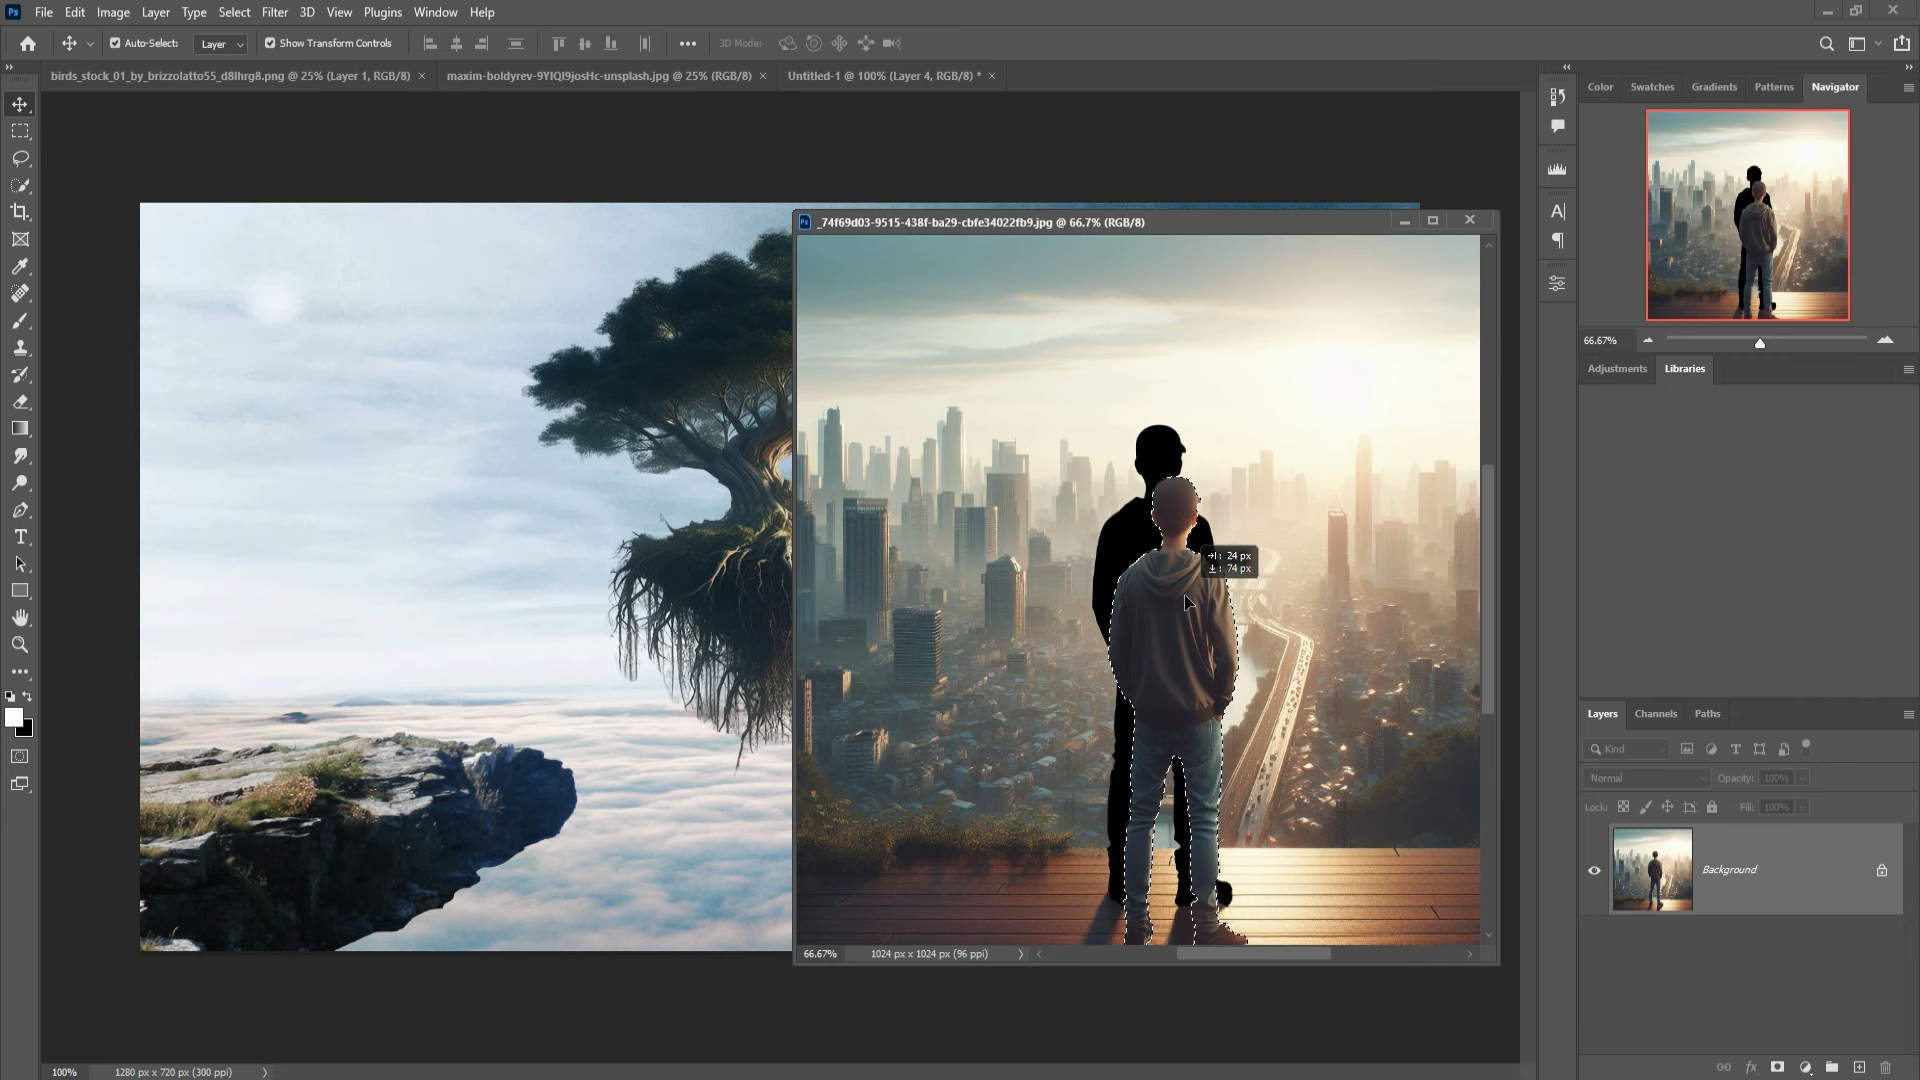 Ps File Edit Image Layer Type Select Filter 3D View Plugins Window Help
Auto-Select: Layer Show Transform Controls 3D Mode:
birds_stock_01_by_brizzolatto55_d8lhrg8.png @ 25% (Layer 1, RGB/8) × maxim-boldyrev-9YIQI9josHc-unsplash.jpg @ 25% (RGB/8) × Untitled-1 @ 100% (Layer 4, RGB/8) * ×
Color Swatches Gradients Patterns Navigator
Ps _74f69d03-9515-438f-ba29-cbfe34022fb9.jpg @ 66.7% (RGB/8)
66.67%
Adjustments Libraries
: 24 px
: 74 px
Layers Channels Paths
Kind
Normal Opacity: 100%
Lock: Fill: 100%
Background
66.67% 1024 px x 1024 px (96 ppi)
100% 1280 px x 720 px (300 ppi)
fx